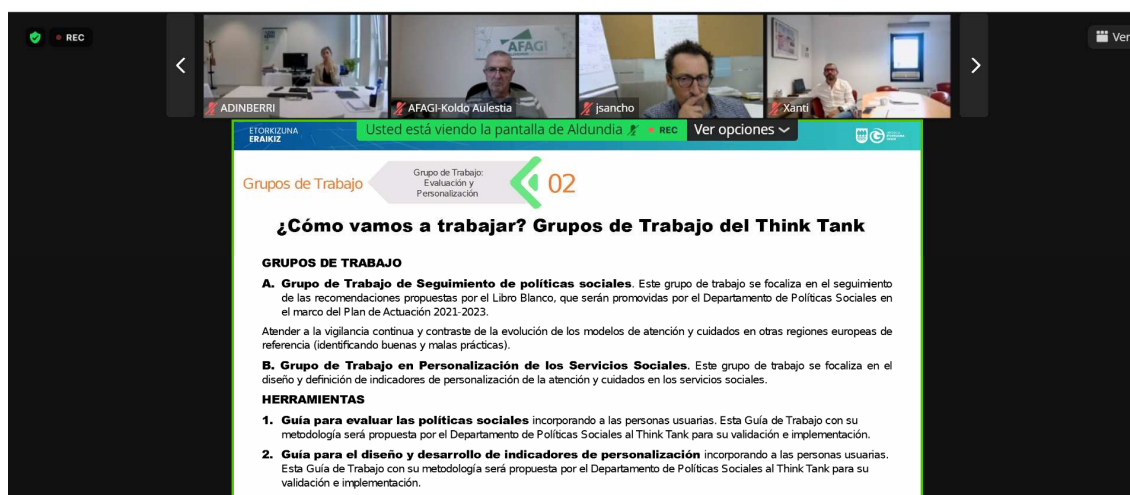 REC
Ver
AFAGI
ADINBERRI
AFAGI-Koldo Aulestia
jsancho
Xanti
ETORKIZUNA
ERAIKIZ
Usted está viendo la pantalla de Aldundia
REC
Ver opciones
Grupos de Trabajo
Grupo de Trabajo:
Evaluación y
Personalización
02
¿Cómo vamos a trabajar? Grupos de Trabajo del Think Tank
GRUPOS DE TRABAJO
A. Grupo de Trabajo de Seguimiento de políticas sociales. Este grupo de trabajo se focaliza en el seguimiento
de las recomendaciones propuestas por el Libro Blanco, que serán promovidas por el Departamento de Políticas Sociales en
el marco del Plan de Actuación 2021-2023.
Atender a la vigilancia continua y contraste de la evolución de los modelos de atención y cuidados en otras regiones europeas de
referencia (identificando buenas y malas prácticas).
B. Grupo de Trabajo en Personalización de los Servicios Sociales. Este grupo de trabajo se focaliza en el
diseño y definición de indicadores de personalización de la atención y cuidados en los servicios sociales.
HERRAMIENTAS
1. Guía para evaluar las políticas sociales incorporando a las personas usuarias. Esta Guía de Trabajo con su
metodología será propuesta por el Departamento de Políticas Sociales al Think Tank para su validación e implementación.
2. Guía para el diseño y desarrollo de indicadores de personalización incorporando a las personas usuarias.
Esta Guía de Trabajo con su metodología será propuesta por el Departamento de Políticas Sociales al Think Tank para su
validación e implementación.